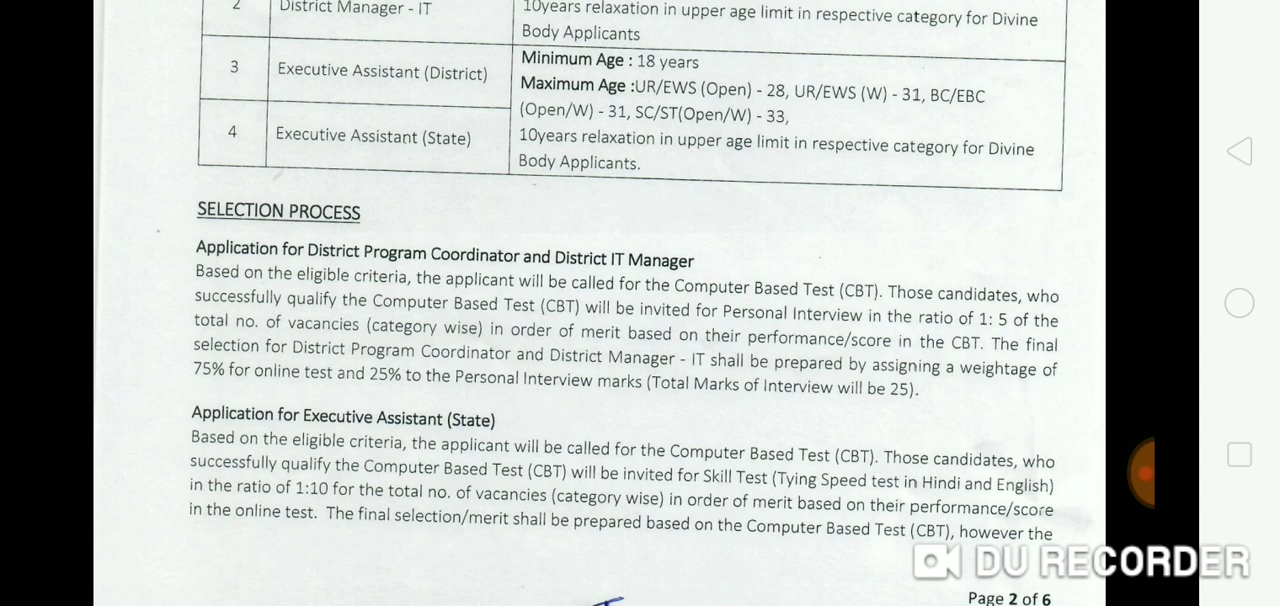 2 District Manager - IT 10years relaxation in upper age limit in respective category for Divine
Body Applicants
3 Executive Assistant (District) Minimum Age : 18 years
Maximum Age :UR/EWS (Open) - 28, UR/EWS (W) - 31, BC/EBC
(Open/W) - 31, SC/ST(Open/W) - 33,
4 Executive Assistant (State) 10years relaxation in upper age limit in respective category for Divine
Body Applicants.
SELECTION PROCESS
Application for District Program Coordinator and District IT Manager
Based on the eligible criteria, the applicant will be called for the Computer Based Test (CBT). Those candidates, who
successfully qualify the Computer Based Test (CBT) will be invited for Personal Interview in the ratio of 1: 5 of the
total no. of vacancies (category wise) in order of merit based on their performance/score in the CBT. The final
selection for District Program Coordinator and District Manager - IT shall be prepared by assigning a weightage of
75% for online test and 25% to the Personal Interview marks (Total Marks of Interview will be 25).
Application for Executive Assistant (State)
Based on the eligible criteria, the applicant will be called for the Computer Based Test (CBT). Those candidates, who
successfully qualify the Computer Based Test (CBT) will be invited for Skill Test (Tying Speed test in Hindi and English)
in the ratio of 1:10 for the total no. of vacancies (category wise) in order of merit based on their performance/score
in the online test. The final selection/merit shall be prepared based on the Computer Based Test (CBT), however the
DU RECORDER
Page 2 of 6